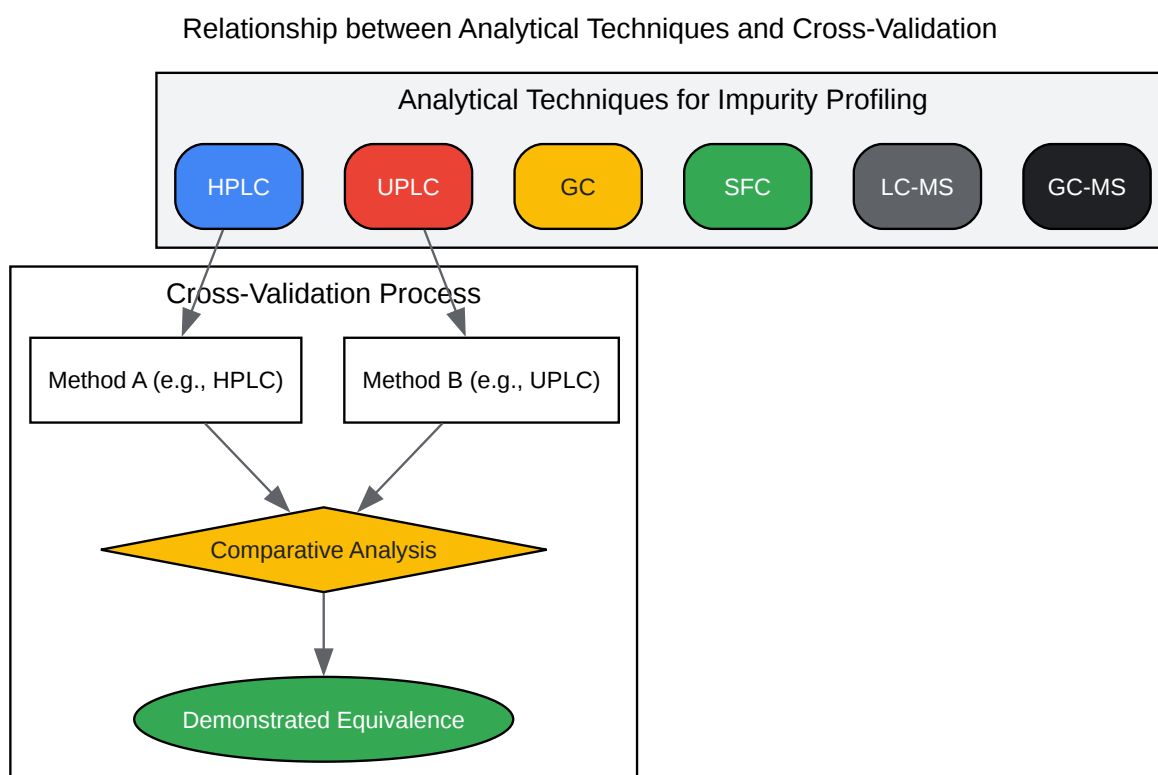 Relationship between Analytical Techniques and Cross-Validation
Analytical Techniques for Impurity Profiling
HPLC
UPLC
GC
SFC
LC-MS
GC-MS
Cross-Validation Process
Method A (e.g., HPLC)
Method B (e.g., UPLC)
Comparative Analysis
Demonstrated Equivalence